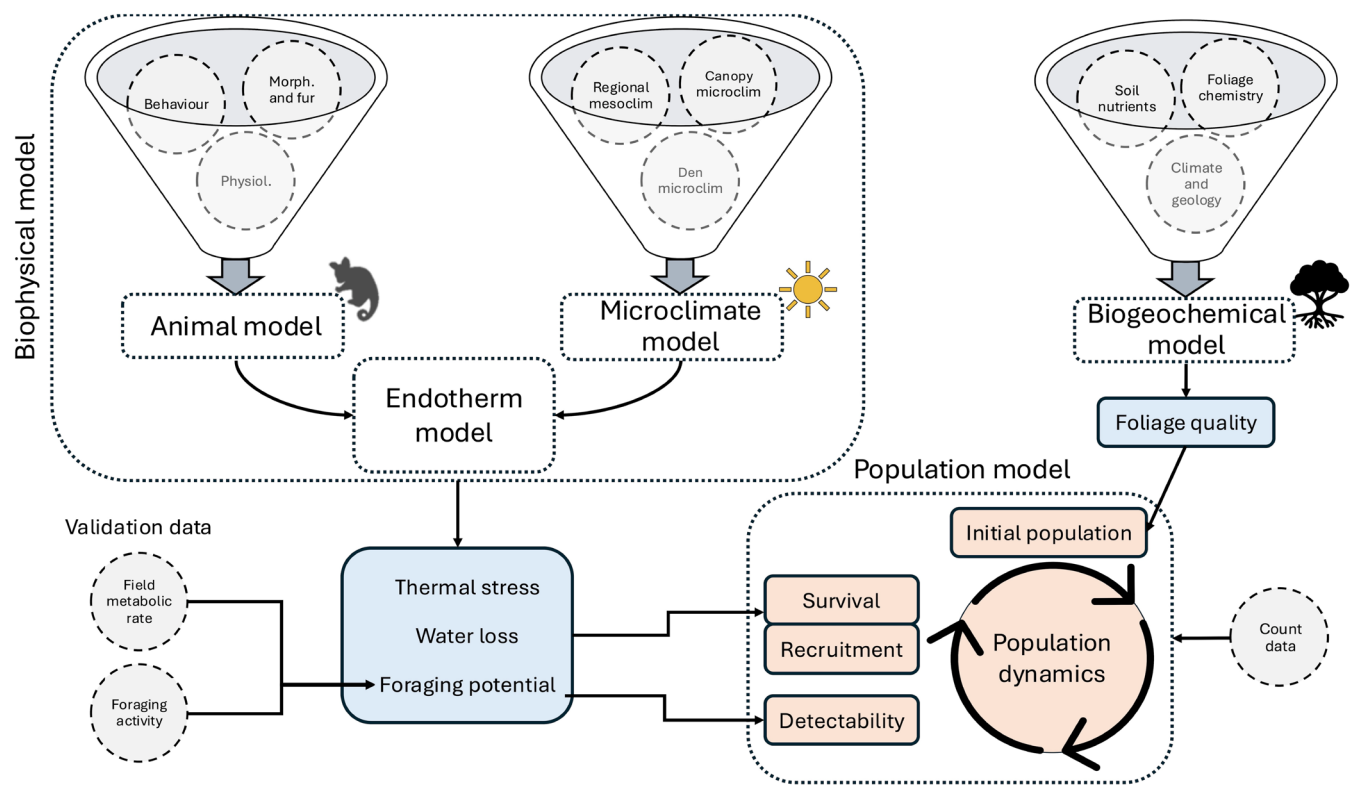 Biophysical model
Behaviour
Morph.
and fur
Physiol.
Regional
mesoclim
Canopy
microclim
Den
microclim
Soil
nutrients
Foliage
chemistry
Climate
and
geology
Animal model
Microclimate
model
Biogeochemical
model
Endotherm
model
Foliage quality
Population model
Validation data
Field
metabolic
rate
Foraging
activity
Thermal stress
Water loss
Foraging potential
Initial population
Survival
Recruitment
Detectability
Population
dynamics
Count
data